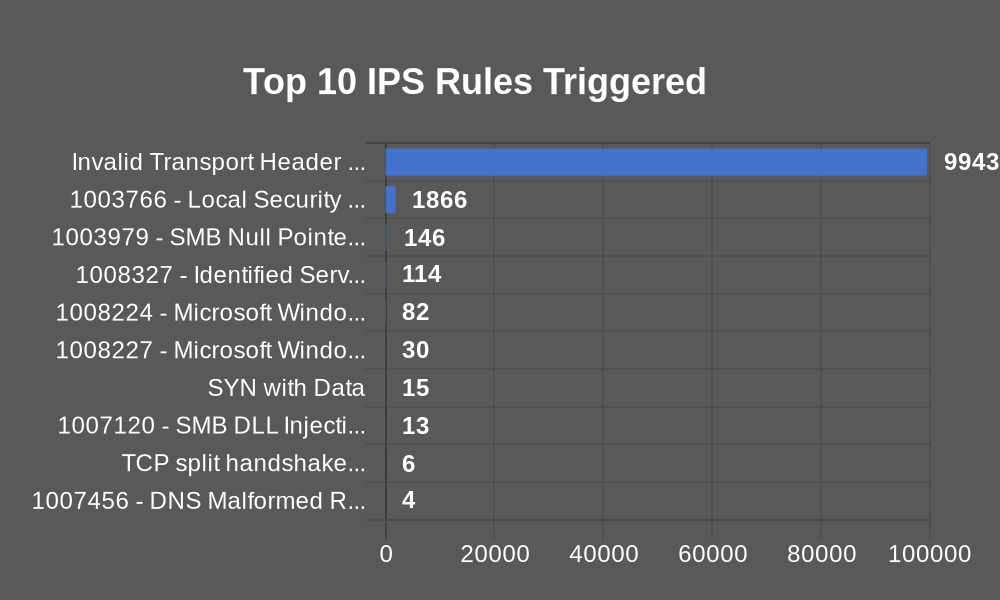 Top 10 IPS Rules Triggered
Invalid Transport Header ... 9943
1003766 - Local Security ... 1866
1003979 - SMB Null Pointe... 146
1008327 - Identified Serv... 114
1008224 - Microsoft Windo... 82
1008227 - Microsoft Windo... 30
SYN with Data 15
1007120 - SMB DLL Injecti... 13
TCP split handshake... 6
1007456 - DNS Malformed R... 4
0 20000 40000 60000 80000 100000